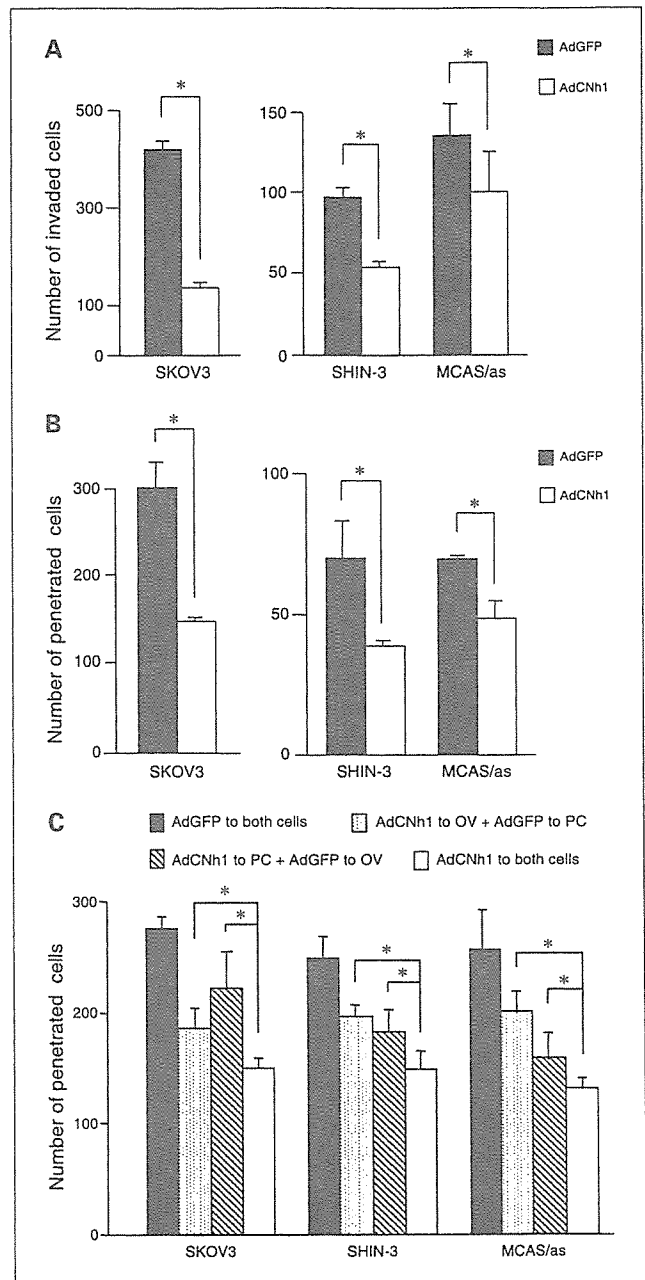 A
AdGFP
AdCNh1
*
*
*
Number of invaded cells
500
300
100
0
150
100
50
0
SKOV3
SHIN-3
MCAS/as
B
AdGFP
AdCNh1
*
*
*
Number of penetrated cells
300
200
100
0
100
50
0
SKOV3
SHIN-3
MCAS/as
C
AdGFP to both cells
AdCNh1 to OV + AdGFP to PC
AdCNh1 to PC + AdGFP to OV
AdCNh1 to both cells
*
*
*
*
*
*
Number of penetrated cells
300
200
100
0
SKOV3
SHIN-3
MCAS/as